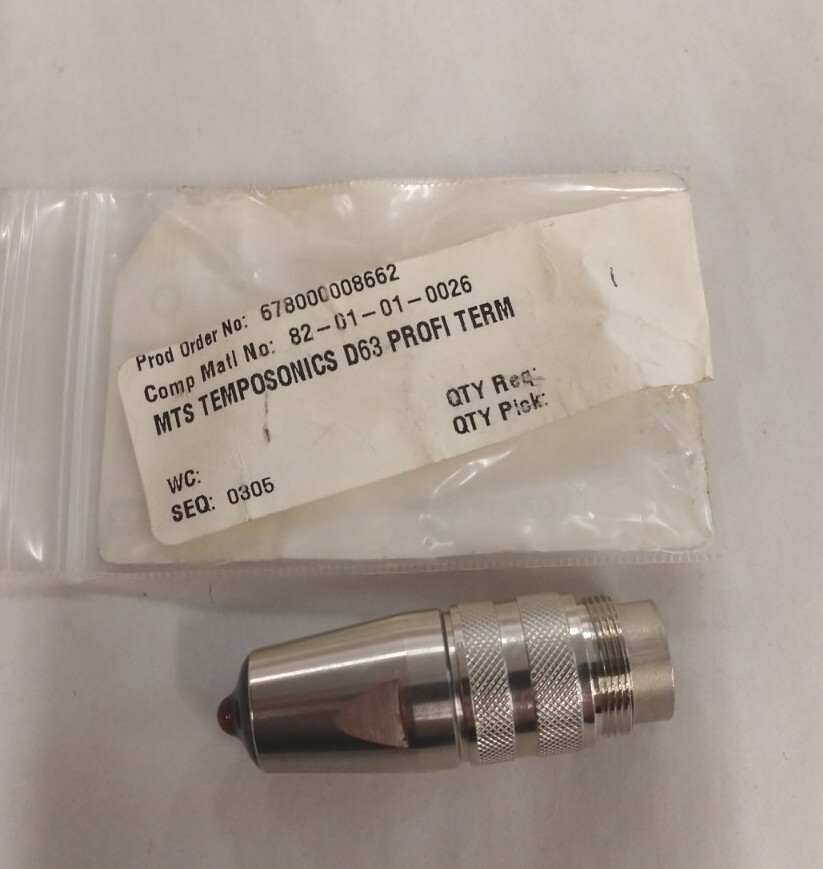 Prod Order No: 678000008662
Comp Matl No: 82-01-01-0026
MTS TEMPOSONICS D63 PROFI TERM
QTY Req:
QTY Pick:
WC:
SEQ: 0305